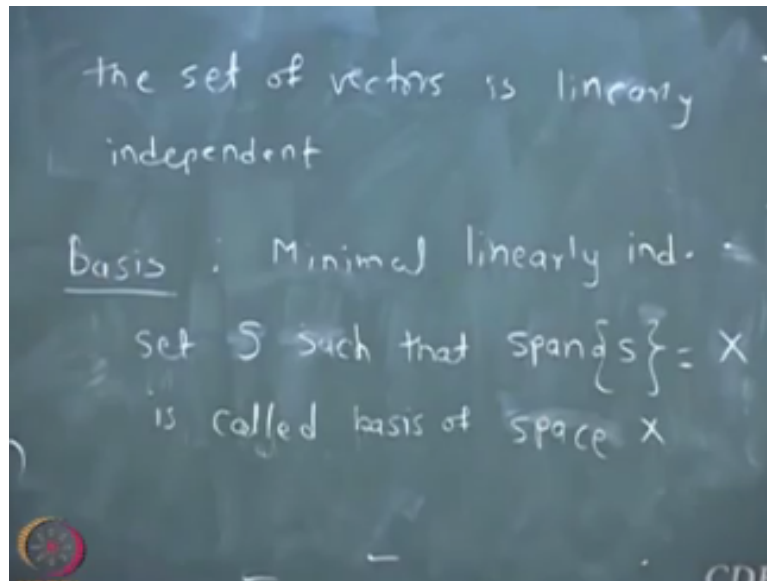 the set of vectors is linearly
independent
Basis : Minimal linearly ind.
set S such that span{s} = X
is called basis of space X